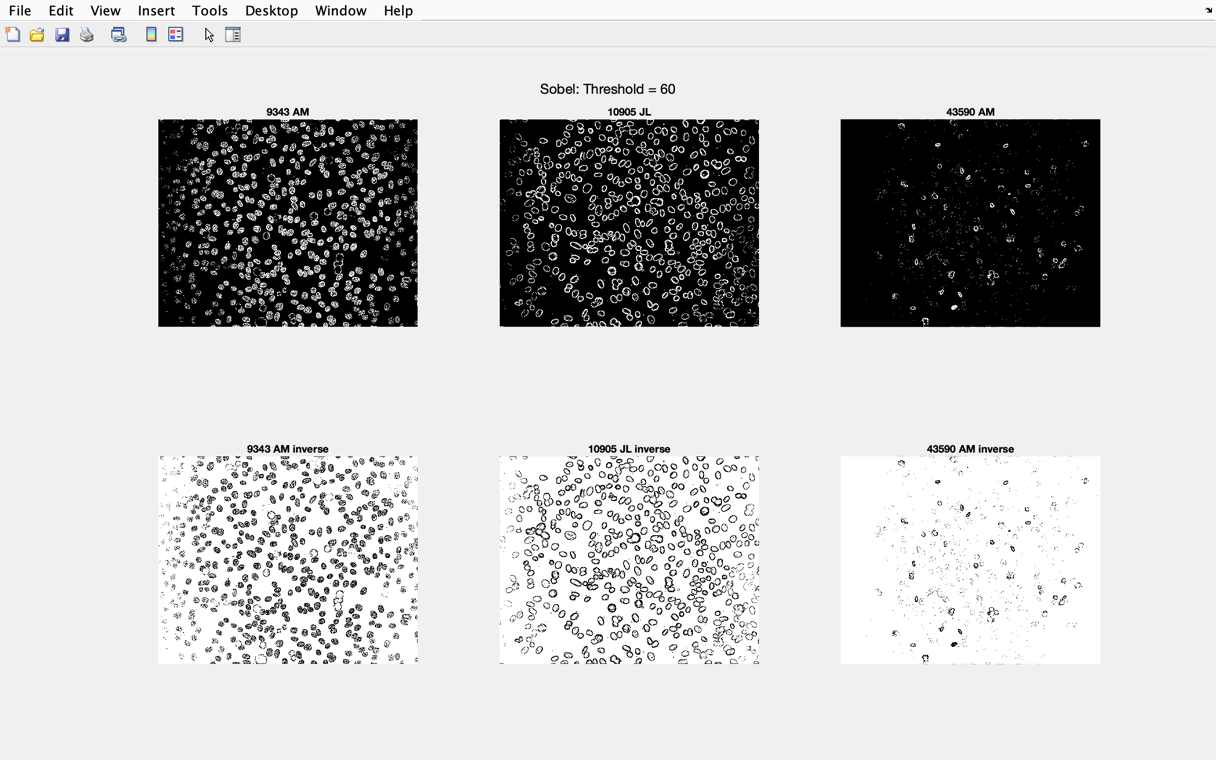 File Edit View Insert Tools Desktop Window Help
Sobel: Threshold = 60
9343 AM
10905 JL
43590 AM
9343 AM inverse
10905 JL inverse
43590 AM inverse